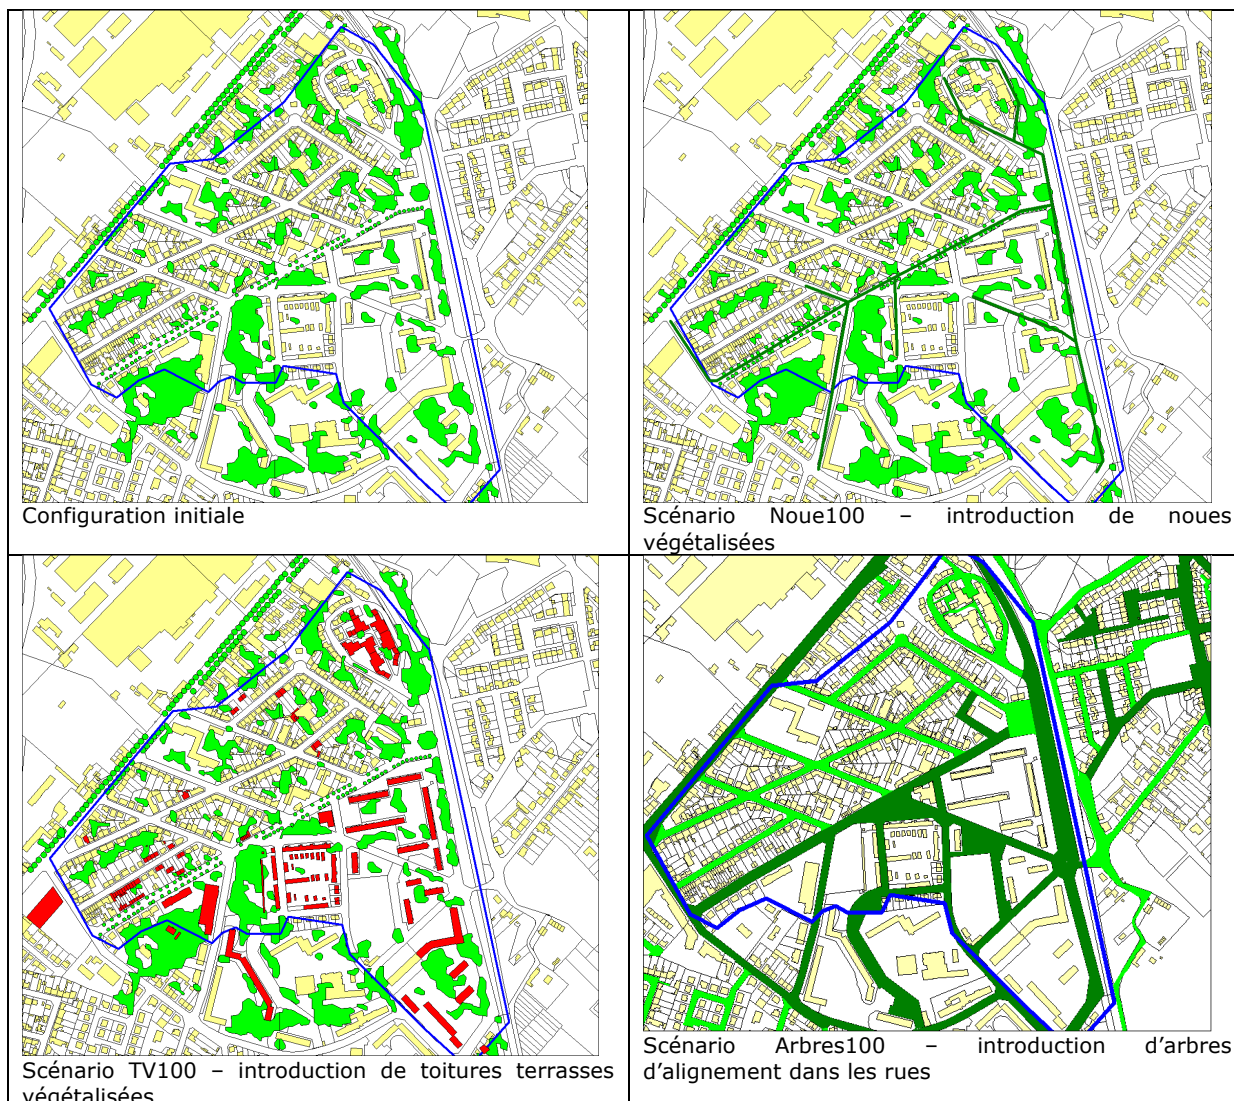 Configuration initiale
Scénario Noue100 – introduction de noues
végétalisées
Scénario TV100 – introduction de toitures terrasses
végétalisées
Scénario Arbres100 – introduction d’arbres
d’alignement dans les rues